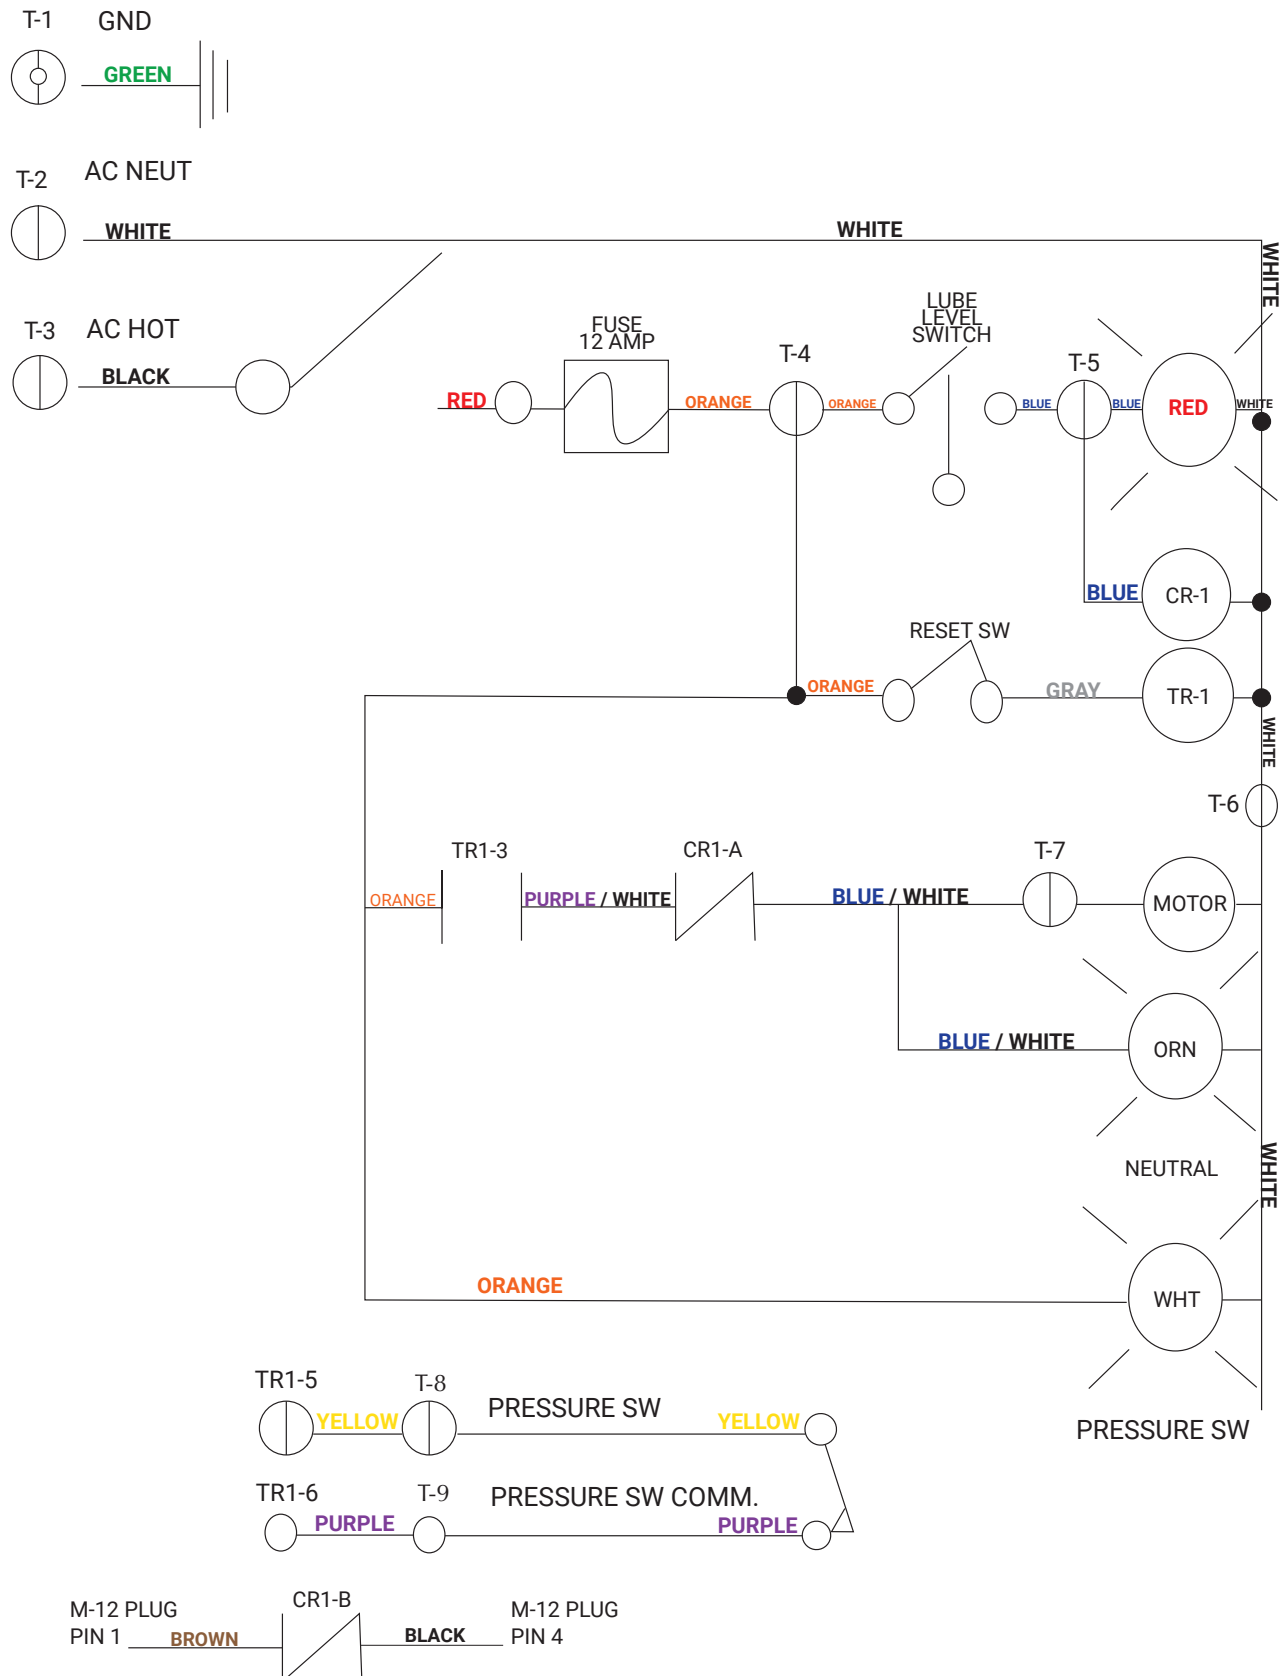 T-1 GND
GREEN
T-2 AC NEUT
WHITE WHITE
WHITE
T-3 AC HOT
BLACK
FUSE
12 AMP
T-4
LUBE
LEVEL
SWITCH
T-5
RED ORANGE ORANGE BLUE BLUE RED WHITE
BLUE CR-1
RESET SW
ORANGE GRAY TR-1
WHITE
T-6
TR1-3 CR1-A T-7
ORANGE PURPLE / WHITE BLUE / WHITE MOTOR
BLUE / WHITE ORN
NEUTRAL
WHITE
ORANGE WHT
TR1-5 T-8 PRESSURE SW
YELLOW YELLOW
PRESSURE SW
TR1-6 T-9 PRESSURE SW COMM.
PURPLE PURPLE
M-12 PLUG
PIN 1
BROWN CR1-B BLACK
M-12 PLUG
PIN 4